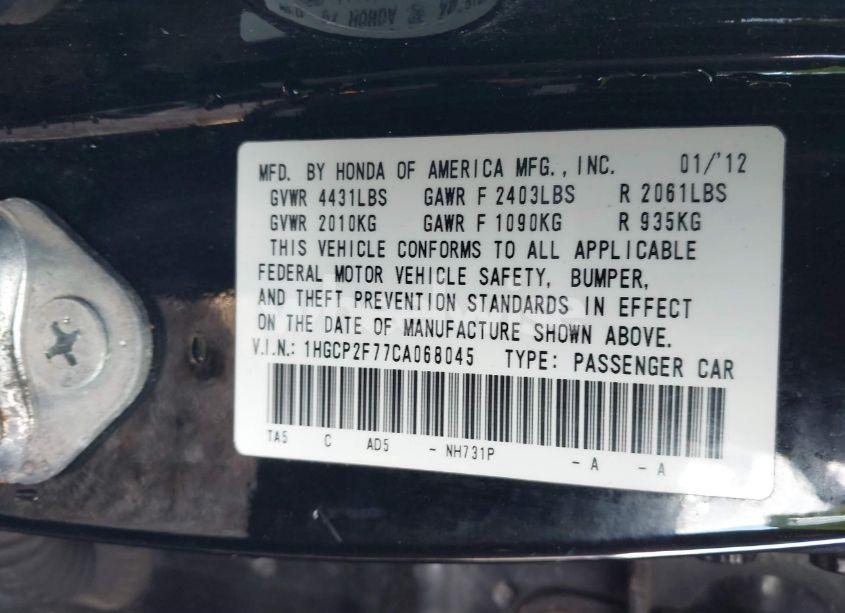 MFD. BY HONDA OF AMERICA MFG., INC. 01/'12
GVWR 4431LBS GAWR F 2403LBS R 2061LBS
GVWR 2010KG GAWR F 1090KG R 935KG
THIS VEHICLE CONFORMS TO ALL APPLICABLE
FEDERAL MOTOR VEHICLE SAFETY, BUMPER,
AND THEFT PREVENTION STANDARDS IN EFFECT
ON THE DATE OF MANUFACTURE SHOWN ABOVE.
V.I.N.: 1HGCP2F77CA068045 TYPE: PASSENGER CAR
TA5 C AD5 - NH731P - A - A